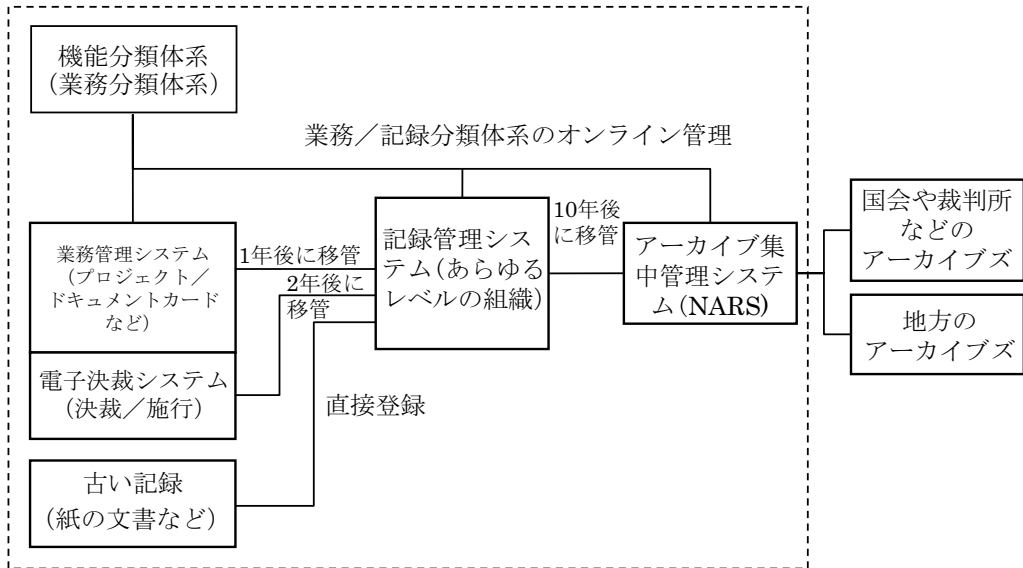 機能分類体系
（業務分類体系）
業務／記録分類体系のオンライン管理
業務管理システム
（プロジェクト／
ドキュメントカード
など）
1年後に移管
2年後に
移管
記録管理シス
テム（あらゆる
レベルの組織）
10年後
に移管
アーカイブ集
中管理システ
ム（NARS）
国会や裁判所
などの
アーカイブズ
地方の
アーカイブズ
電子決裁システム
（決裁／施行）
直接登録
古い記録
（紙の文書など）